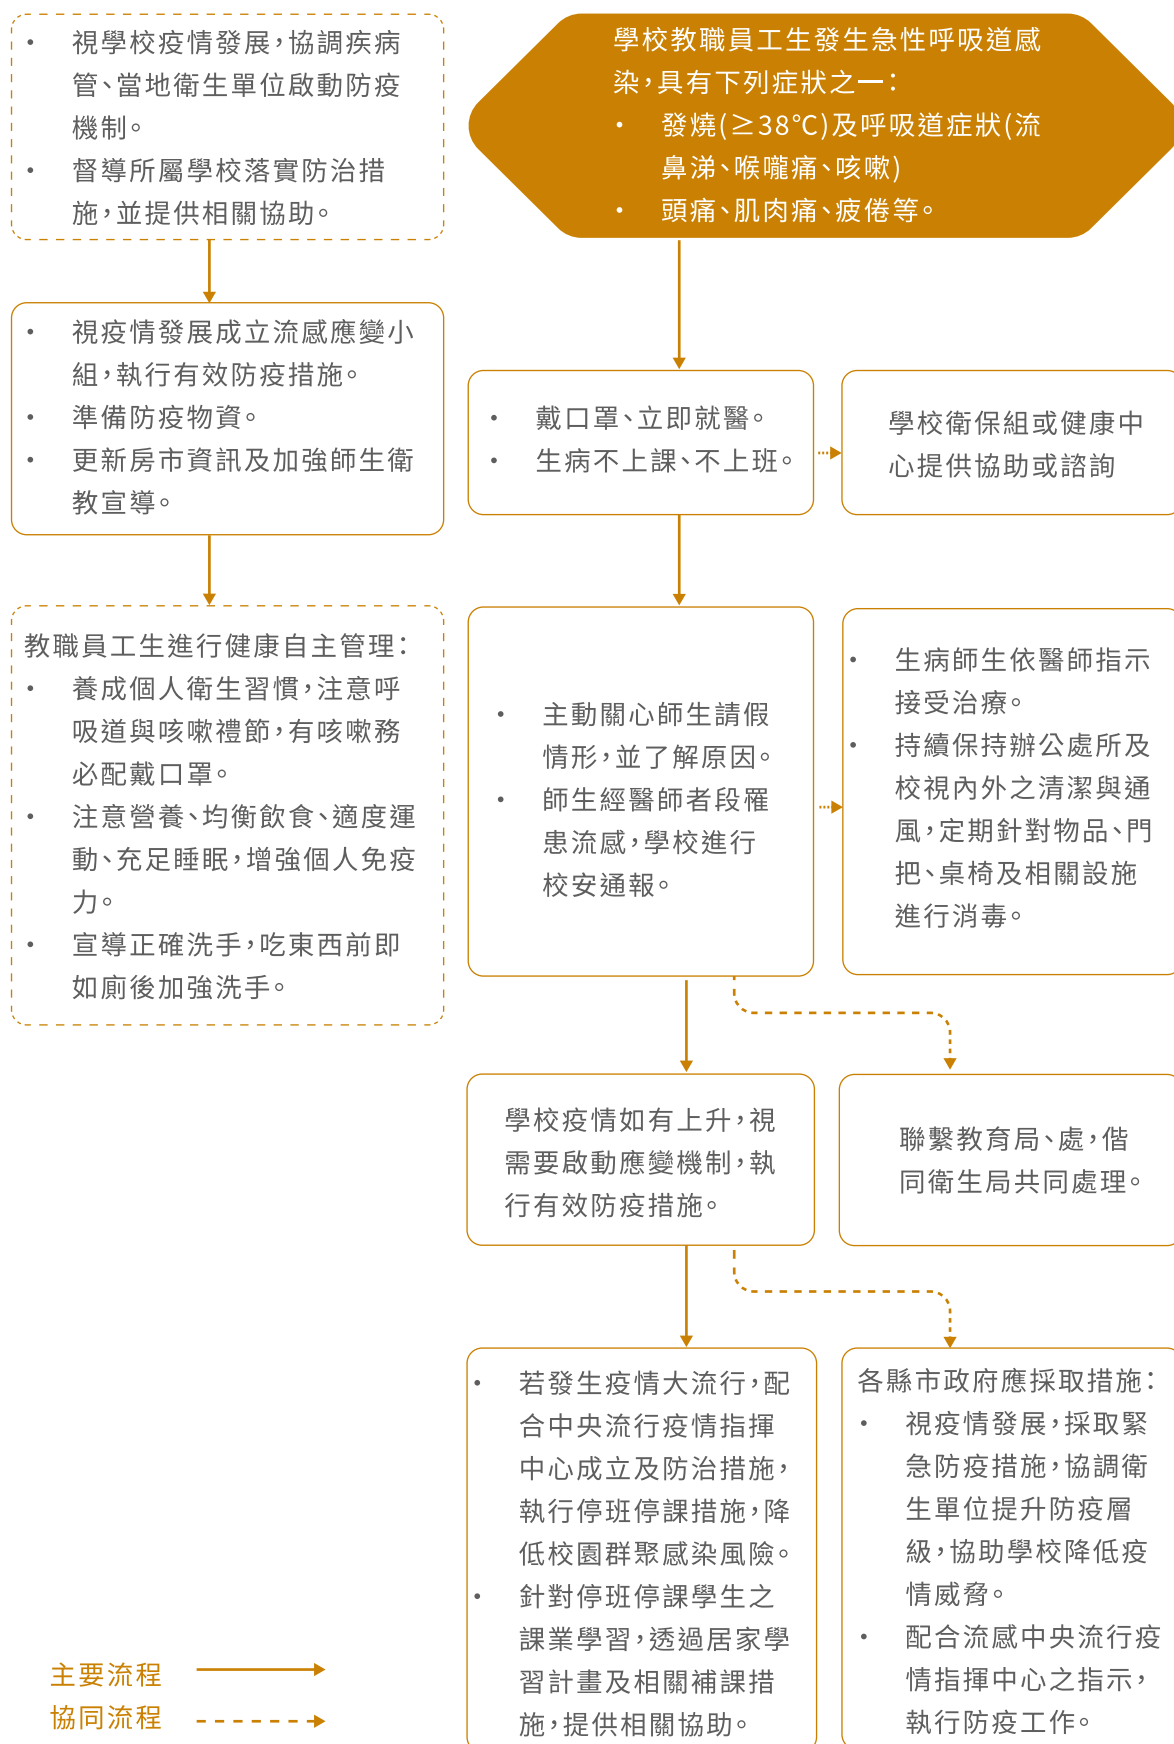 • 視學校疫情發展,協調疾病
管、當地衛生單位啟動防疫
機制。
• 督導所屬學校落實防治措
施,並提供相關協助。
• 視疫情發展成立流感應變小
組,執行有效防疫措施。
• 準備防疫物資。
• 更新房市資訊及加強師生衛
教宣導。
教職員工生進行健康自主管理:
• 養成個人衛生習慣,注意呼
吸道與咳嗽禮節,有咳嗽務
必配戴口罩。
• 注意營養、均衡飲食、適度運
動、充足睡眠,增強個人免疫
力。
• 宣導正確洗手,吃東西前即
如廁後加強洗手。
學校教職員工生發生急性呼吸道感
染,具有下列症狀之一:
• 發燒(≧38℃)及呼吸道症狀(流
鼻涕、喉嚨痛、咳嗽)
• 頭痛、肌肉痛、疲倦等。
• 戴口罩、立即就醫。
• 生病不上課、不上班。
學校衛保組或健康中
心提供協助或諮詢
• 主動關心師生請假
情形,並了解原因。
• 師生經醫師者段罹
患流感,學校進行
校安通報。
• 生病師生依醫師指示
接受治療。
• 持續保持辦公處所及
校視內外之清潔與通
風,定期針對物品、門
把、桌椅及相關設施
進行消毒。
學校疫情如有上升,視
需要啟動應變機制,執
行有效防疫措施。
聯繫教育局、處,偕
同衛生局共同處理。
• 若發生疫情大流行,配
合中央流行疫情指揮
中心成立及防治措施,
執行停班停課措施,降
低校園群聚感染風險。
• 針對停班停課學生之
課業學習,透過居家學
習計畫及相關補課措
施,提供相關協助。
各縣市政府應採取措施:
• 視疫情發展,採取緊
急防疫措施,協調衛
生單位提升防疫層
級,協助學校降低疫
情威脅。
• 配合流感中央流行疫
情指揮中心之指示,
執行防疫工作。
主要流程
協同流程